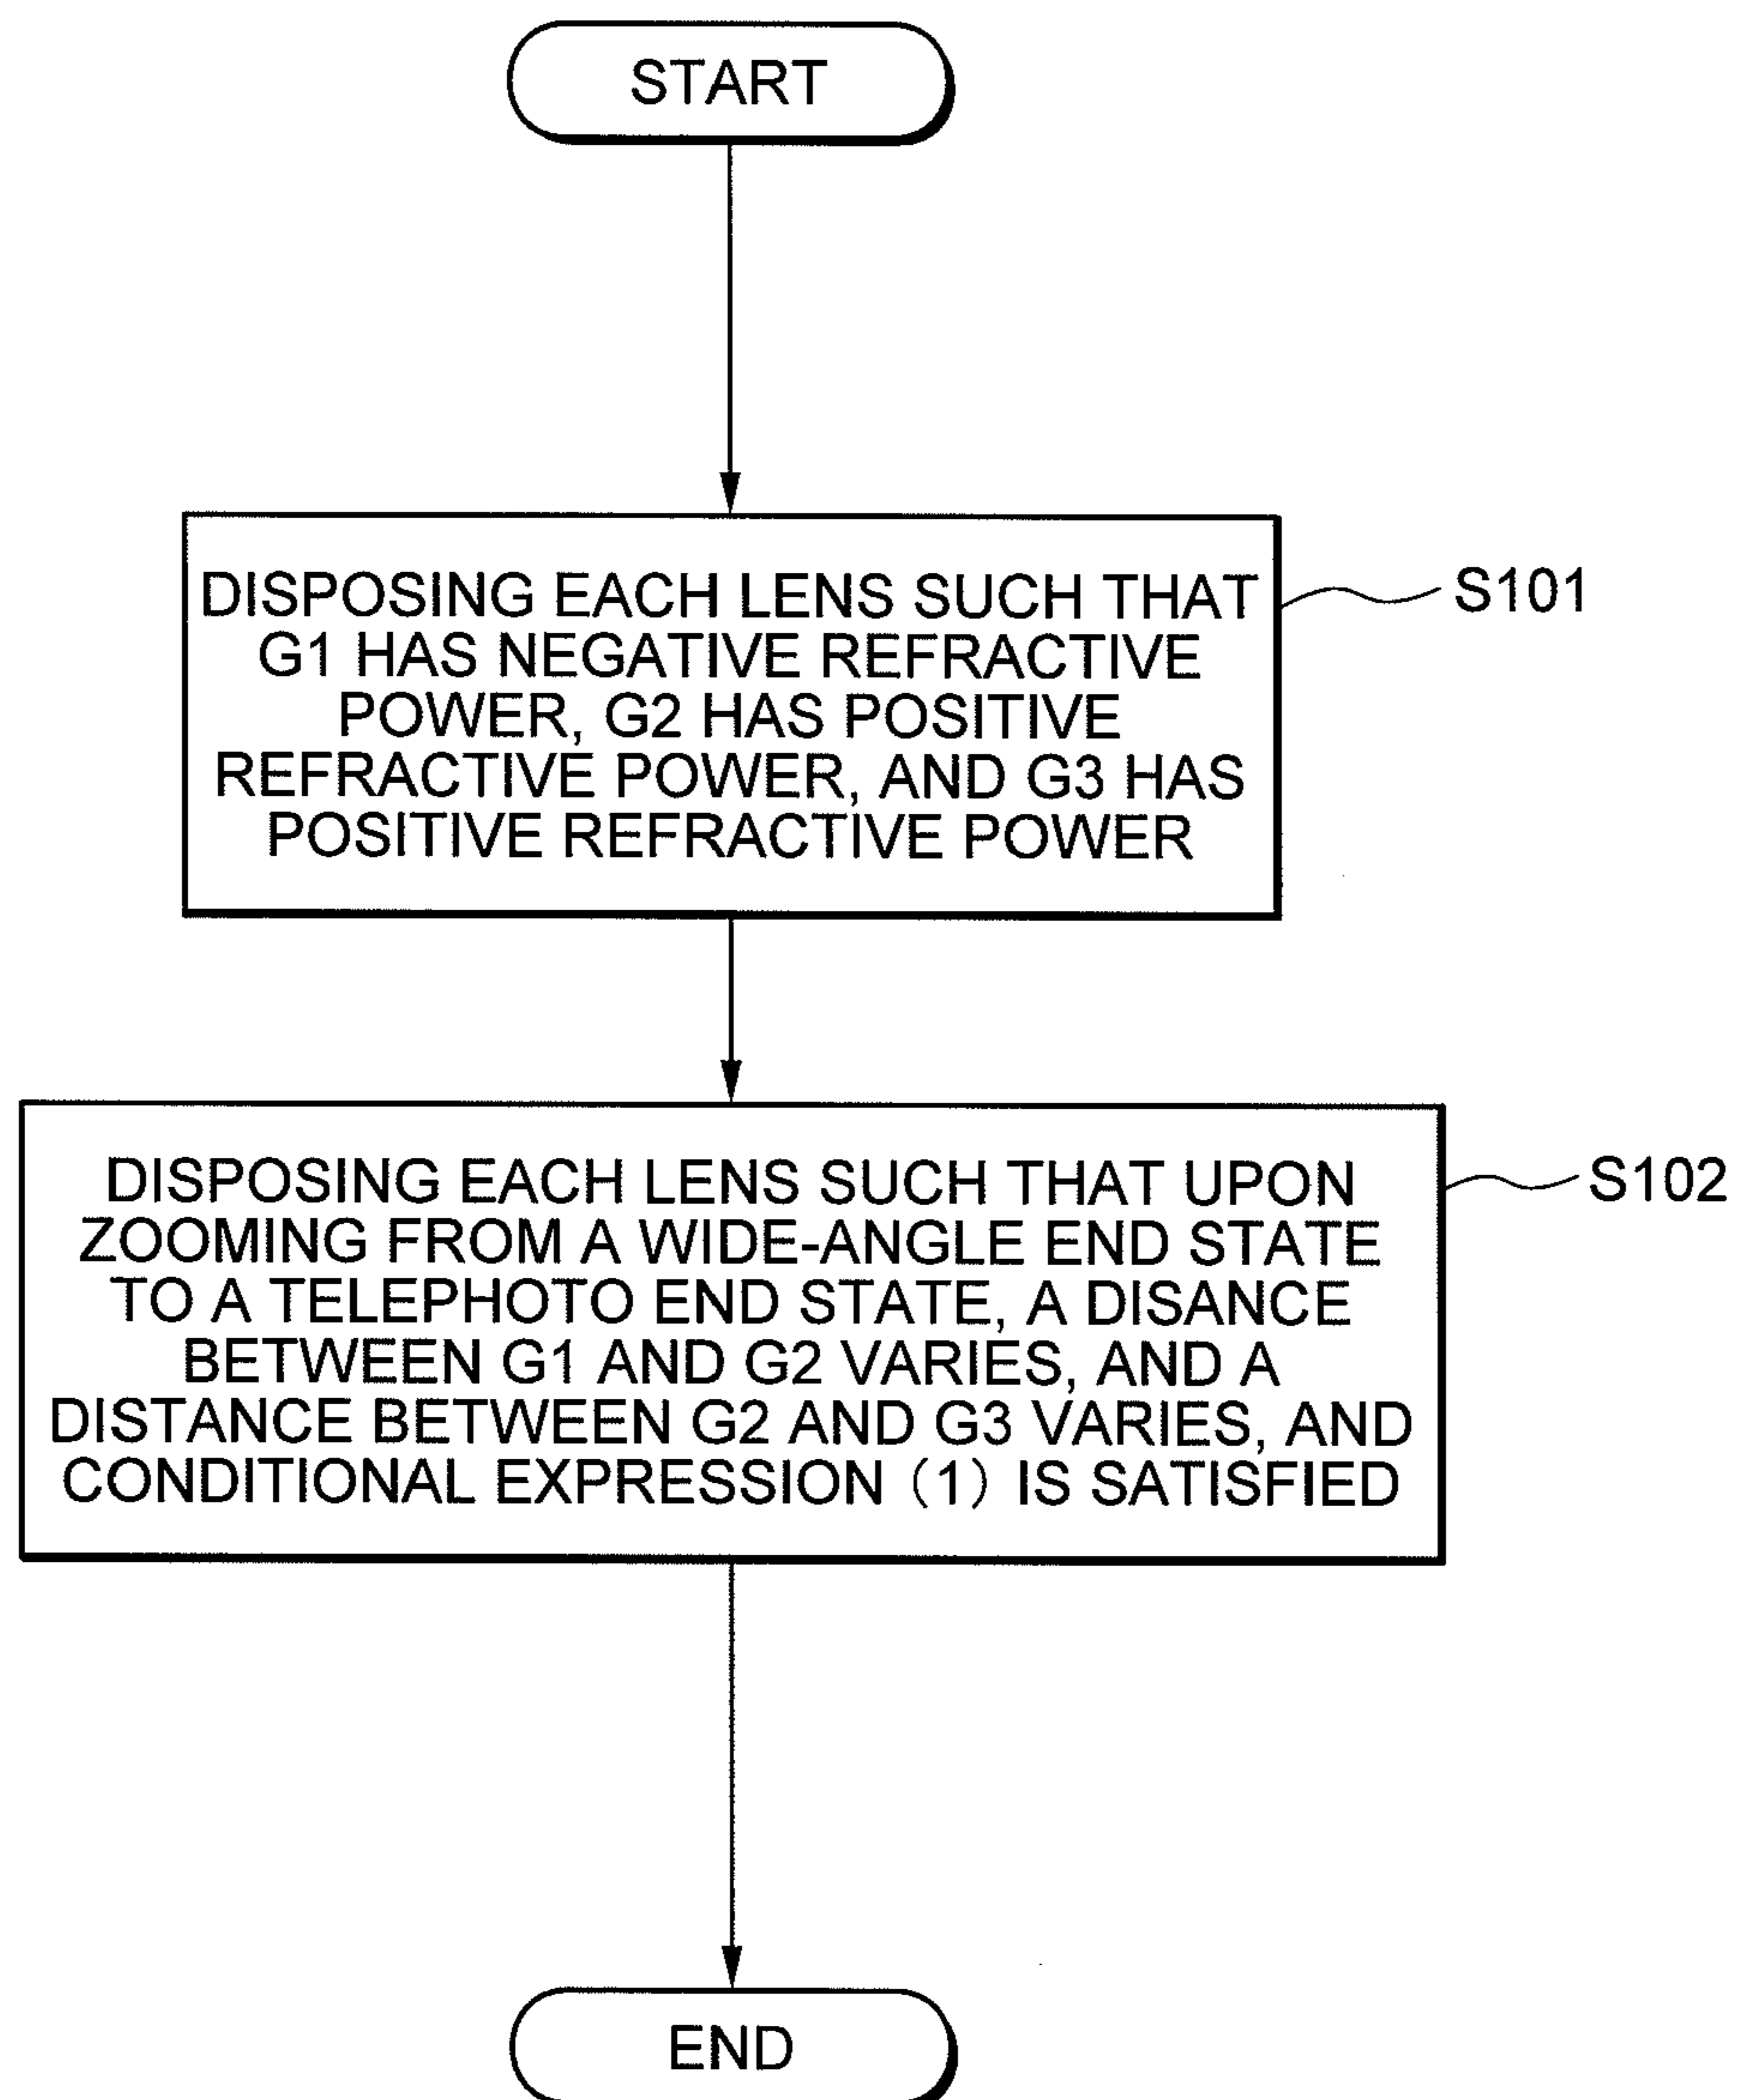 START
DISPOSING EACH LENS SUCH THAT
G1 HAS NEGATIVE REFRACTIVE
POWER, G2 HAS POSITIVE
REFRACTIVE POWER, AND G3 HAS
POSITIVE REFRACTIVE POWER
S101
DISPOSING EACH LENS SUCH THAT UPON
ZOOMING FROM A WIDE-ANGLE END STATE
TO A TELEPHOTO END STATE, A DISANCE
BETWEEN G1 AND G2 VARIES, AND A
DISTANCE BETWEEN G2 AND G3 VARIES, AND
CONDITIONAL EXPRESSION (1) IS SATISFIED
S102
END